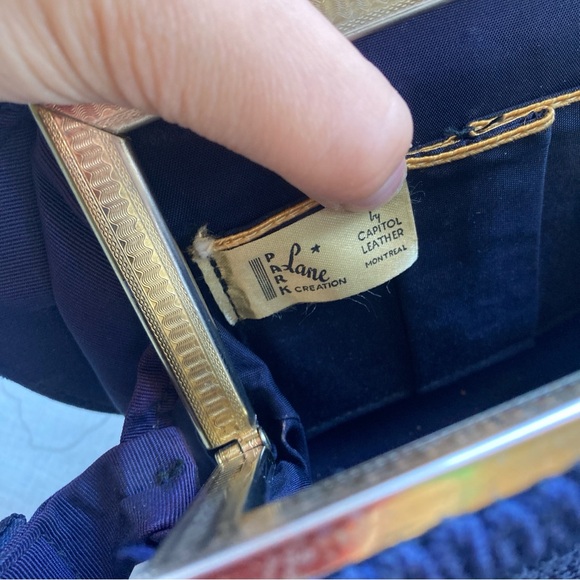 PARK
Lane
CREATION
by
CAPITOL
LEATHER
MONTREAL